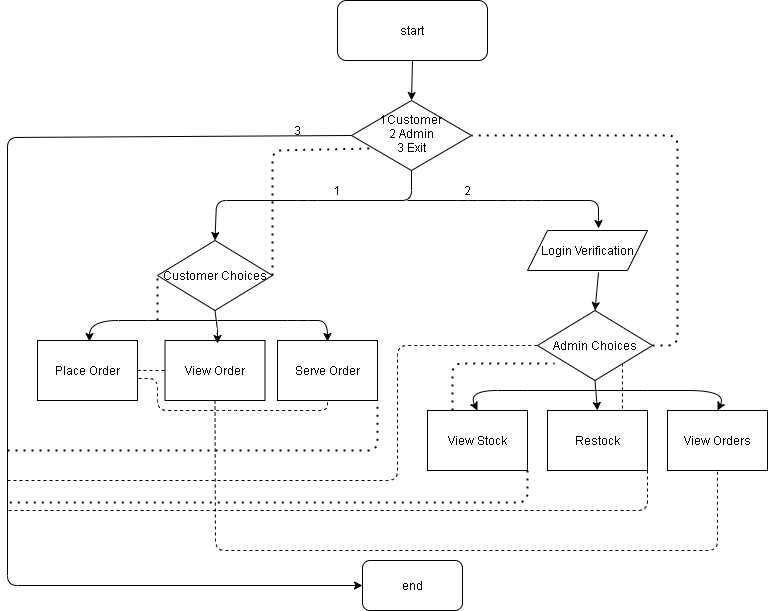 start
1Customer
2 Admin
3 Exit
3
1
2
Login Verification
Customer Choices
Admin Choices
Place Order
View Order
Serve Order
View Stock
Restock
View Orders
end